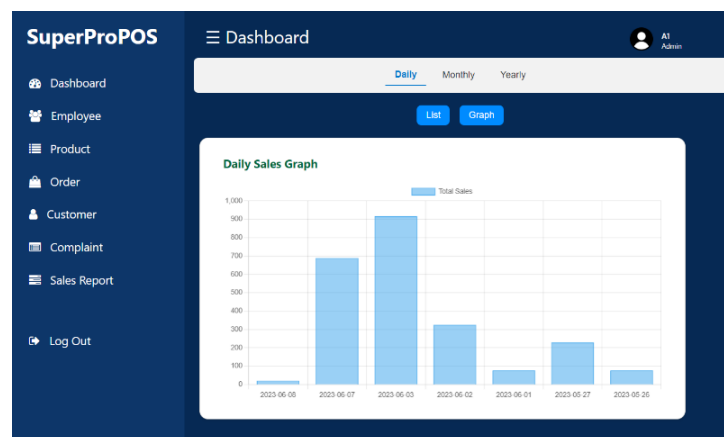 SuperProPOS
Dashboard
Employee
Product
Order
Customer
Complaint
Sales Report
Log Out
☰ Dashboard
A1
Admin
Daily Monthly Yearly
List Graph
Daily Sales Graph
Total Sales
1,000
900
800
700
600
500
400
300
200
100
0
2023-06-08 2023-06-07 2023-06-03 2023-06-02 2023-06-01 2023-05-27 2023-05-26